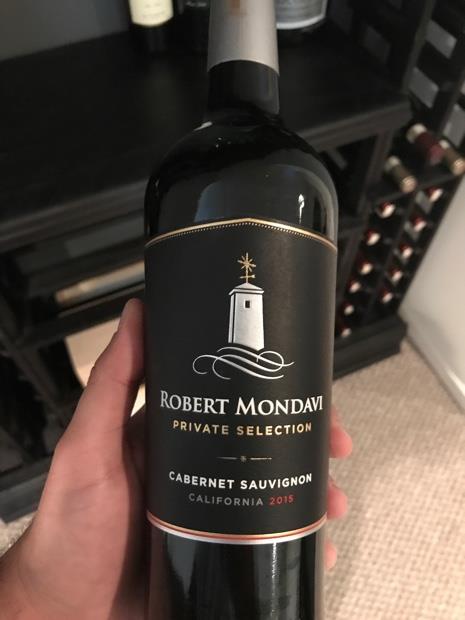 ROBERT MONDAVI
PRIVATE SELECTION
CABERNET SAUVIGNON
CALIFORNIA 2015